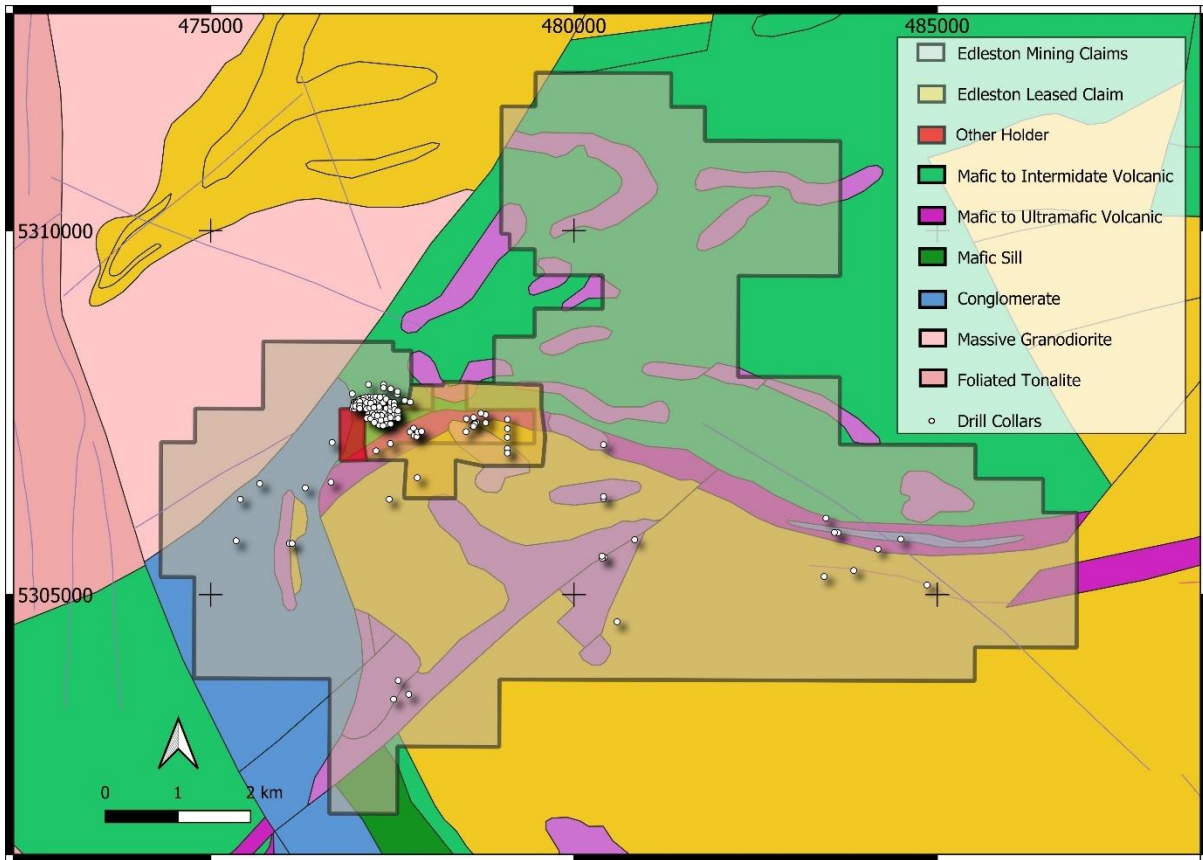 475000
480000
485000
5310000
5305000
Edleston Mining Claims
Edleston Leased Claim
Other Holder
Mafic to Intermidate Volcanic
Mafic to Ultramafic Volcanic
Mafic Sill
Conglomerate
Massive Granodiorite
Foliated Tonalite
Drill Collars
0 1 2 km